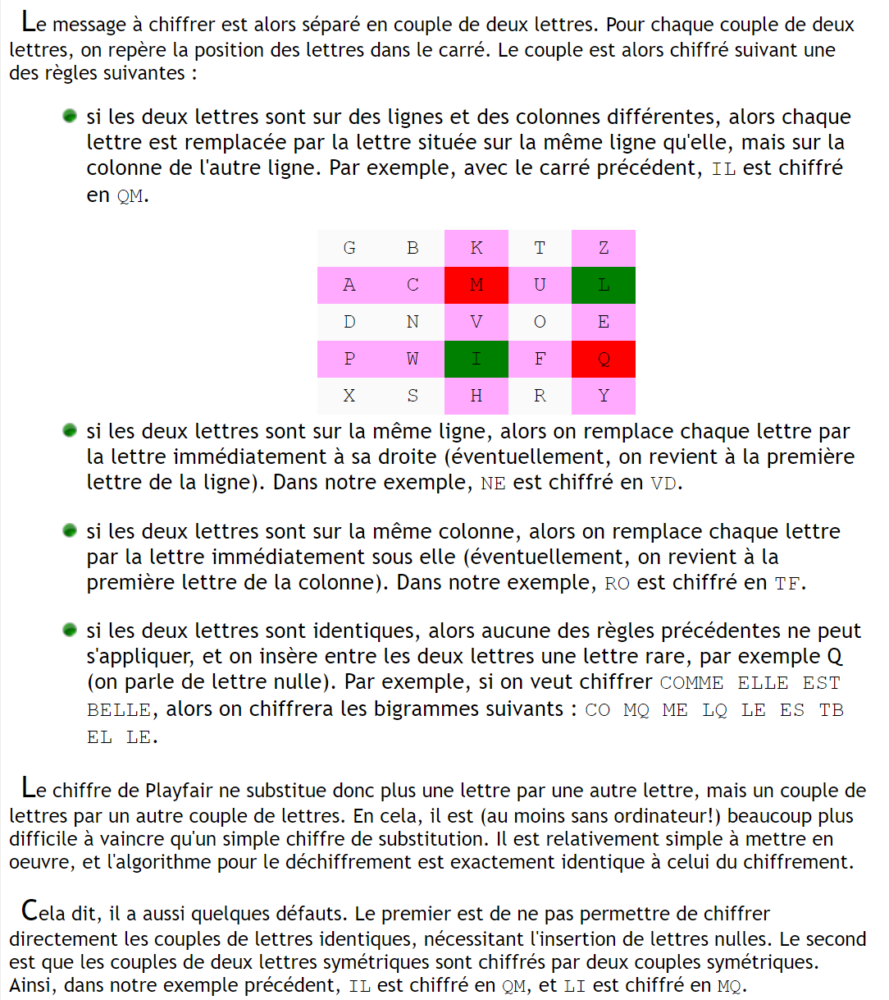 Le message à chiffrer est alors séparé en couple de deux lettres. Pour chaque couple de deux
lettres, on repère la position des lettres dans le carré. Le couple est alors chiffré suivant une
des règles suivantes :
si les deux lettres sont sur des lignes et des colonnes différentes, alors chaque
lettre est remplacée par la lettre située sur la même ligne qu'elle, mais sur la
colonne de l'autre ligne. Par exemple, avec le carré précédent, IL est chiffré
en QM.
G B K T Z
A C M U L
D N V O E
P W I F Q
X S H R Y
si les deux lettres sont sur la même ligne, alors on remplace chaque lettre par
la lettre immédiatement à sa droite (éventuellement, on revient à la première
lettre de la ligne). Dans notre exemple, NE est chiffré en VD.
si les deux lettres sont sur la même colonne, alors on remplace chaque lettre
par la lettre immédiatement sous elle (éventuellement, on revient à la
première lettre de la colonne). Dans notre exemple, RO est chiffré en TF.
si les deux lettres sont identiques, alors aucune des règles précédentes ne peut
s'appliquer, et on insère entre les deux lettres une lettre rare, par exemple Q
(on parle de lettre nulle). Par exemple, si on veut chiffrer COMME ELLE EST
BELLE, alors on chiffrera les bigrammes suivants : CO MQ ME LQ LE ES TB
EL LE.
Le chiffre de Playfair ne substitue donc plus une lettre par une autre lettre, mais un couple de
lettres par un autre couple de lettres. En cela, il est (au moins sans ordinateur!) beaucoup plus
difficile à vaincre qu'un simple chiffre de substitution. Il est relativement simple à mettre en
oeuvre, et l'algorithme pour le déchiffrement est exactement identique à celui du chiffrement.
Cela dit, il a aussi quelques défauts. Le premier est de ne pas permettre de chiffrer
directement les couples de lettres identiques, nécessitant l'insertion de lettres nulles. Le second
est que les couples de deux lettres symétriques sont chiffrés par deux couples symétriques.
Ainsi, dans notre exemple précédent, IL est chiffré en QM, et LI est chiffré en MQ.